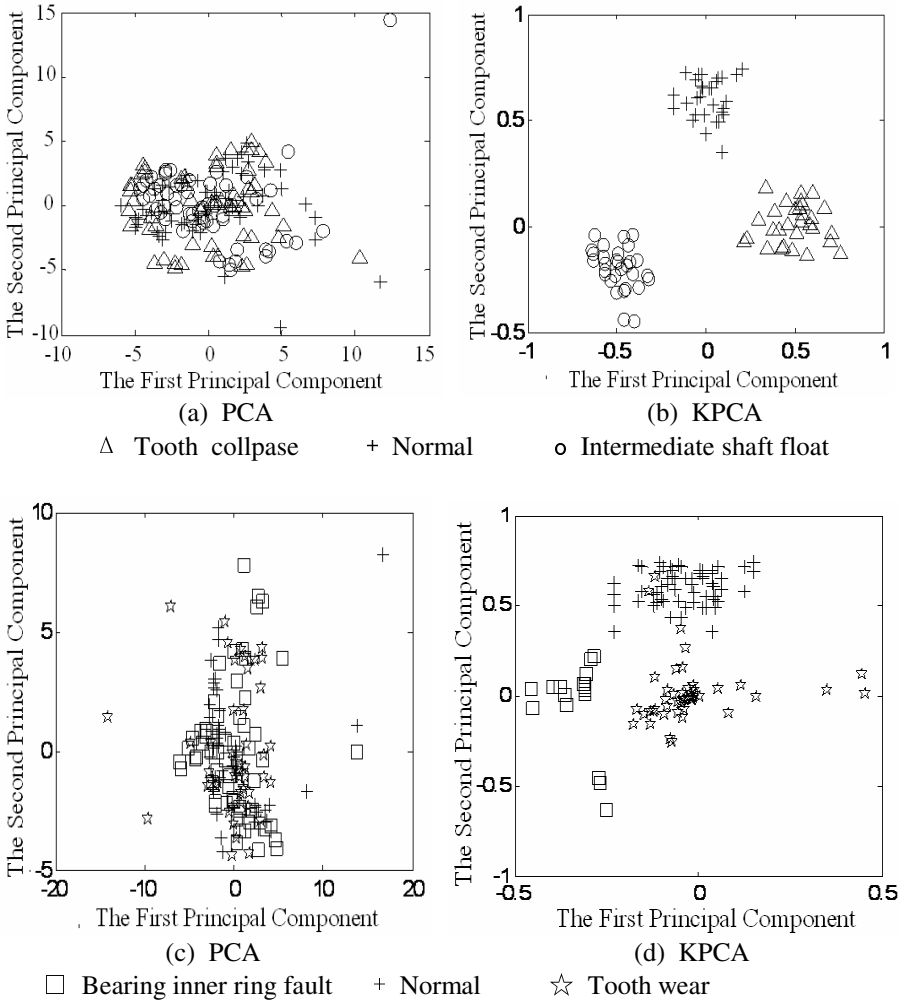 15
10
5
0
-5
-10
-10 -5 0 5 10 15
The Second Principal Component
The First Principal Component
(a) PCA
1
0.5
0
-0.5
-1 -0.5 0 0.5 1
The Second Principal Component
The First Principal Component
(b) KPCA
Δ Tooth collpase + Normal o Intermediate shaft float
10
5
0
-5
-20 -10 0 10 20
The Second Principal Component
The First Principal Component
(c) PCA
1
0.5
0
-0.5
-1
-0.5 0 0.5
The Second Principal Component
The First Principal Component
(d) KPCA
□ Bearing inner ring fault + Normal ☆ Tooth wear